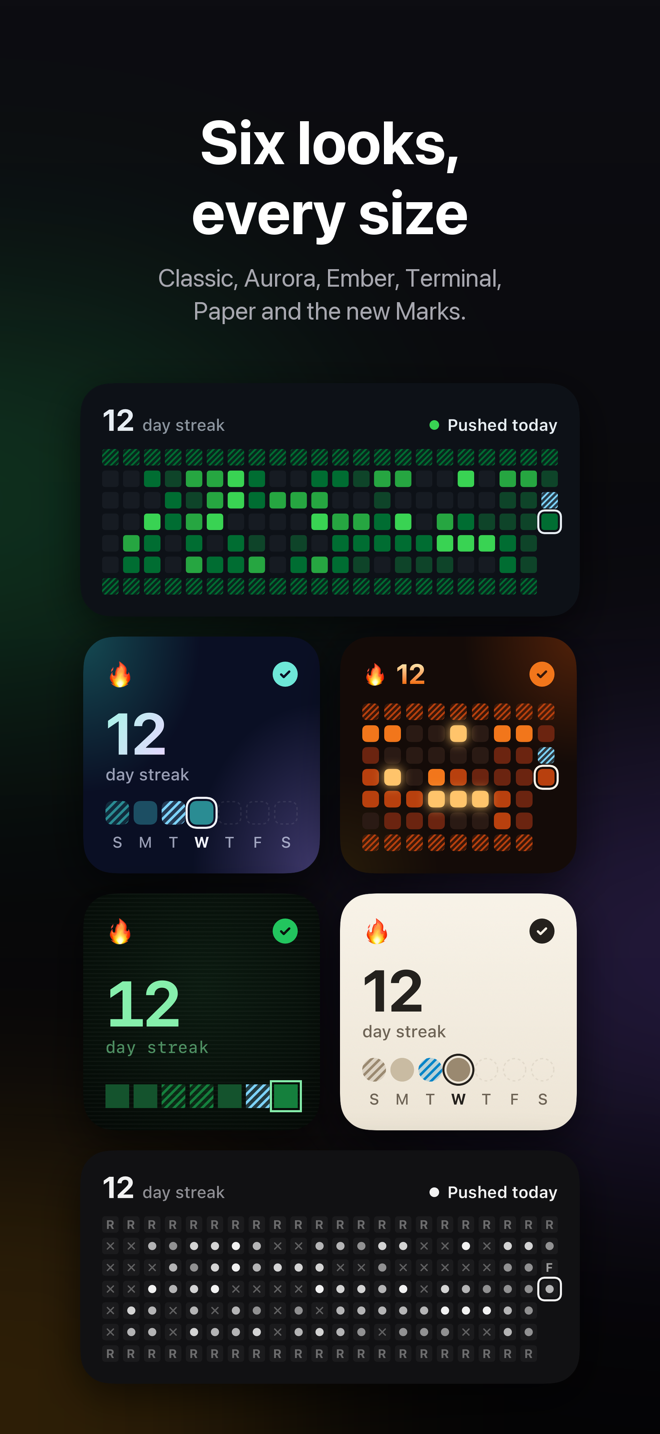 Six looks,
every size
Classic, Aurora, Ember, Terminal,
Paper and the new Marks.
12 day streak Pushed today
12
day streak
S M T W T F S
12
12
day streak
12
day streak
S M T W T F S
12 day streak Pushed today
R R R R R R R R R R R R R R R R R R R R R R
× × × × × ×
× × × × × × × × × F
× × × × × × ×
× × ×
× × ×
R R R R R R R R R R R R R R R R R R R R R